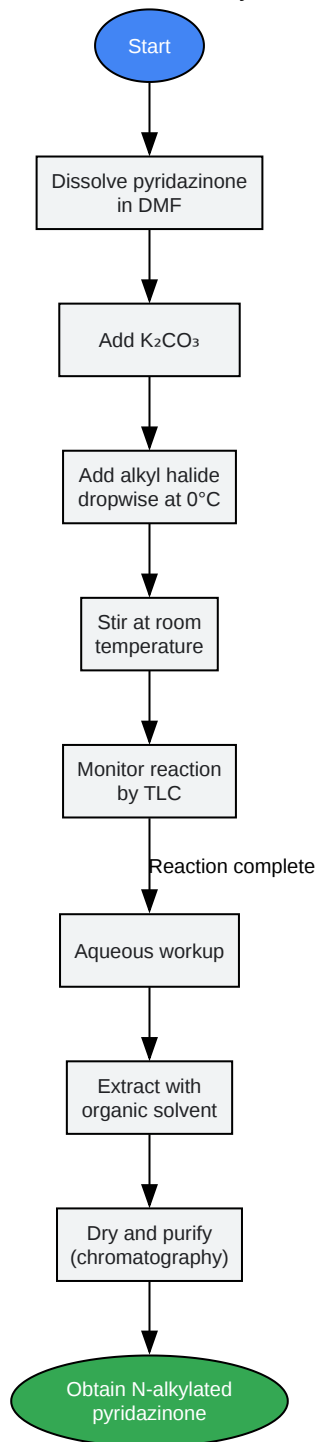 Start
Dissolve pyridazinone
in DMF
Add K₂CO₃
Add alkyl halide
dropwise at 0°C
Stir at room
temperature
Monitor reaction
by TLC
Reaction complete
Aqueous workup
Extract with
organic solvent
Dry and purify
(chromatography)
Obtain N-alkylated
pyridazinone